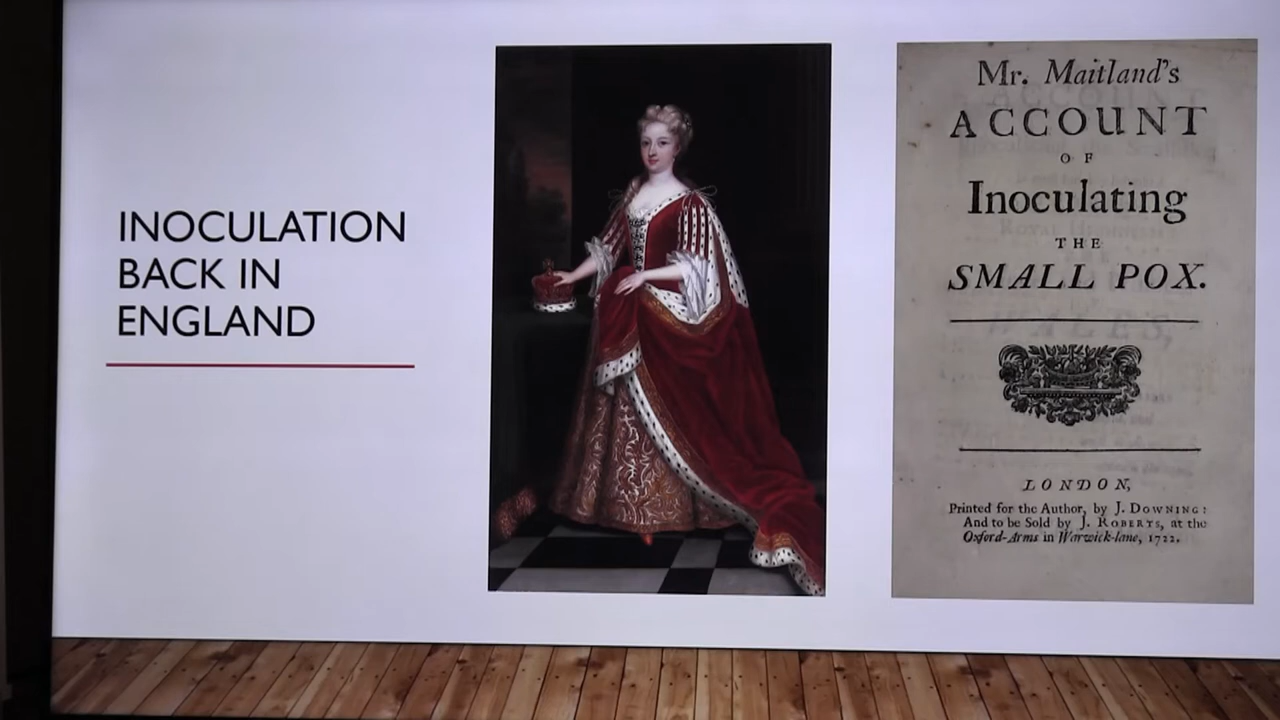 INOCULATION
BACK IN
ENGLAND
Mr. Maitland's
ACCOUNT
OF
Inoculating
THE
SMALL POX.
LONDON,
Printed for the Author, by J. DOWNING:
And to be Sold by J. ROBERTS, at the
Oxford-Arms in Warwick-lane, 1722.